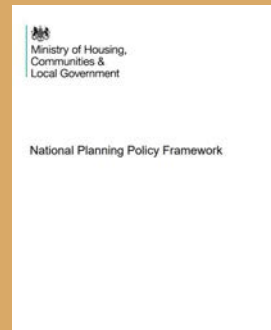 Ministry of Housing,
Communities &
Local Government
National Planning Policy Framework